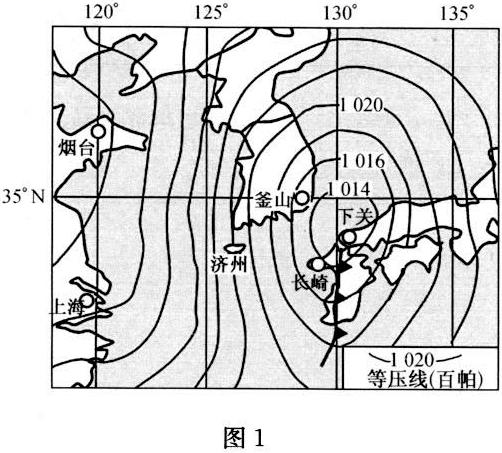 120° 125° 130° 135°
1 020
烟台
1 016
1 014
35°N
釜山
下关
济州
长崎
上海
1 020
等压线(百帕)
图1